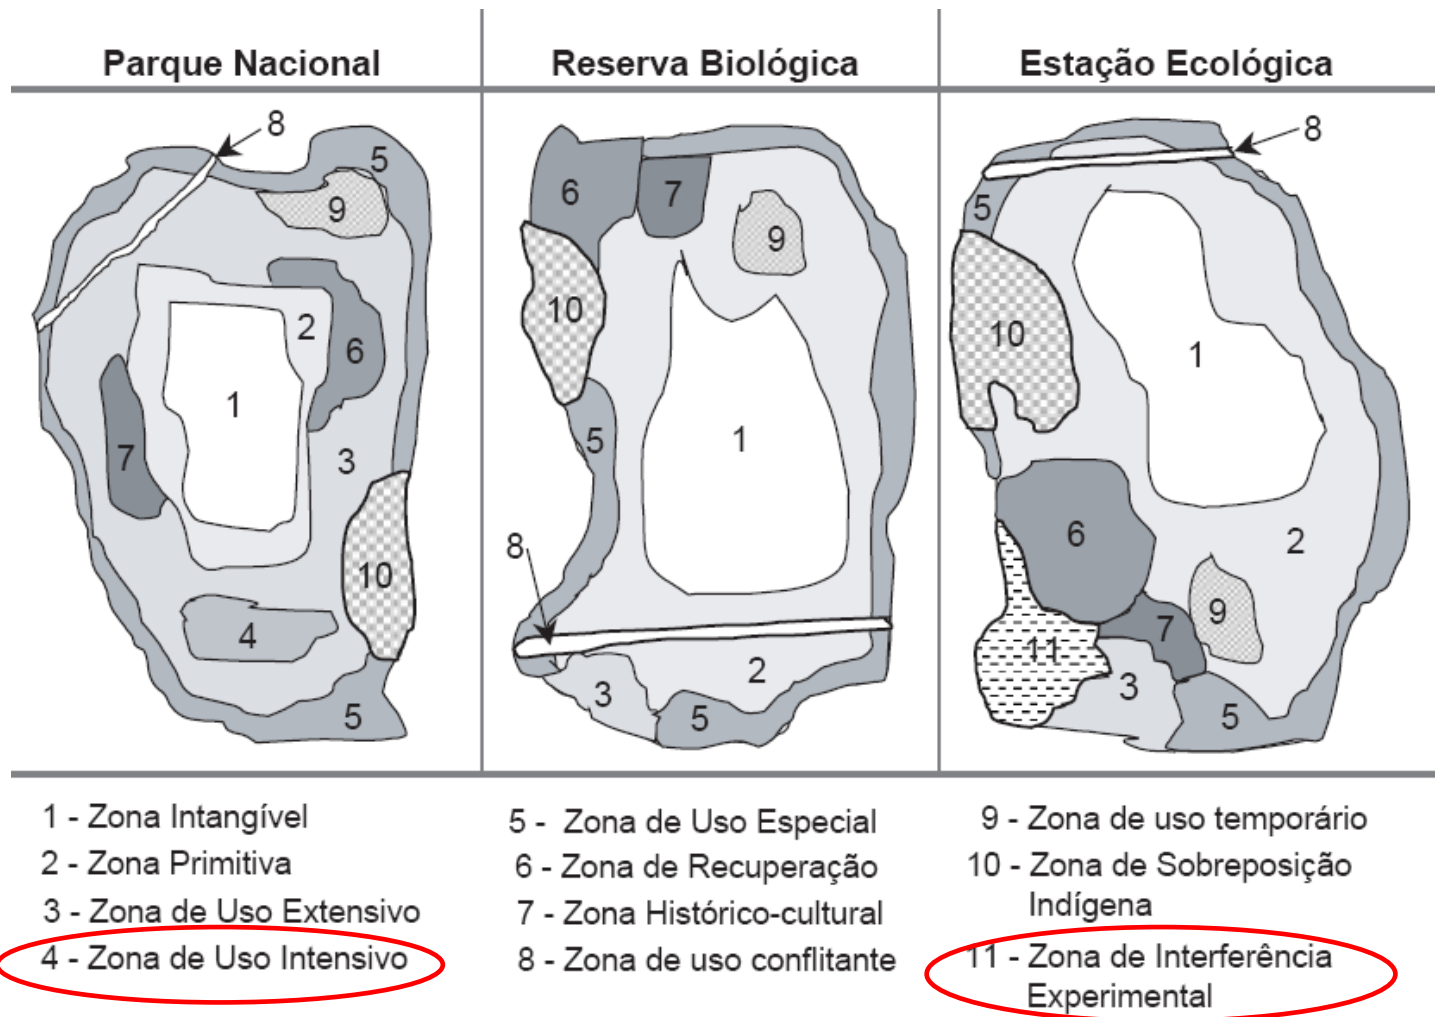 Parque Nacional
Reserva Biológica
Estação Ecológica
8
5
9
2
6
1
7
3
10
4
5
6
7
9
10
1
5
8
2
3
5
8
5
10
1
6
2
9
7
11
3
5
1 - Zona Intangível
2 - Zona Primitiva
3 - Zona de Uso Extensivo
4 - Zona de Uso Intensivo
5 - Zona de Uso Especial
6 - Zona de Recuperação
7 - Zona Histórico-cultural
8 - Zona de uso conflitante
9 - Zona de uso temporário
10 - Zona de Sobreposição
Indígena
11 - Zona de Interferência
Experimental